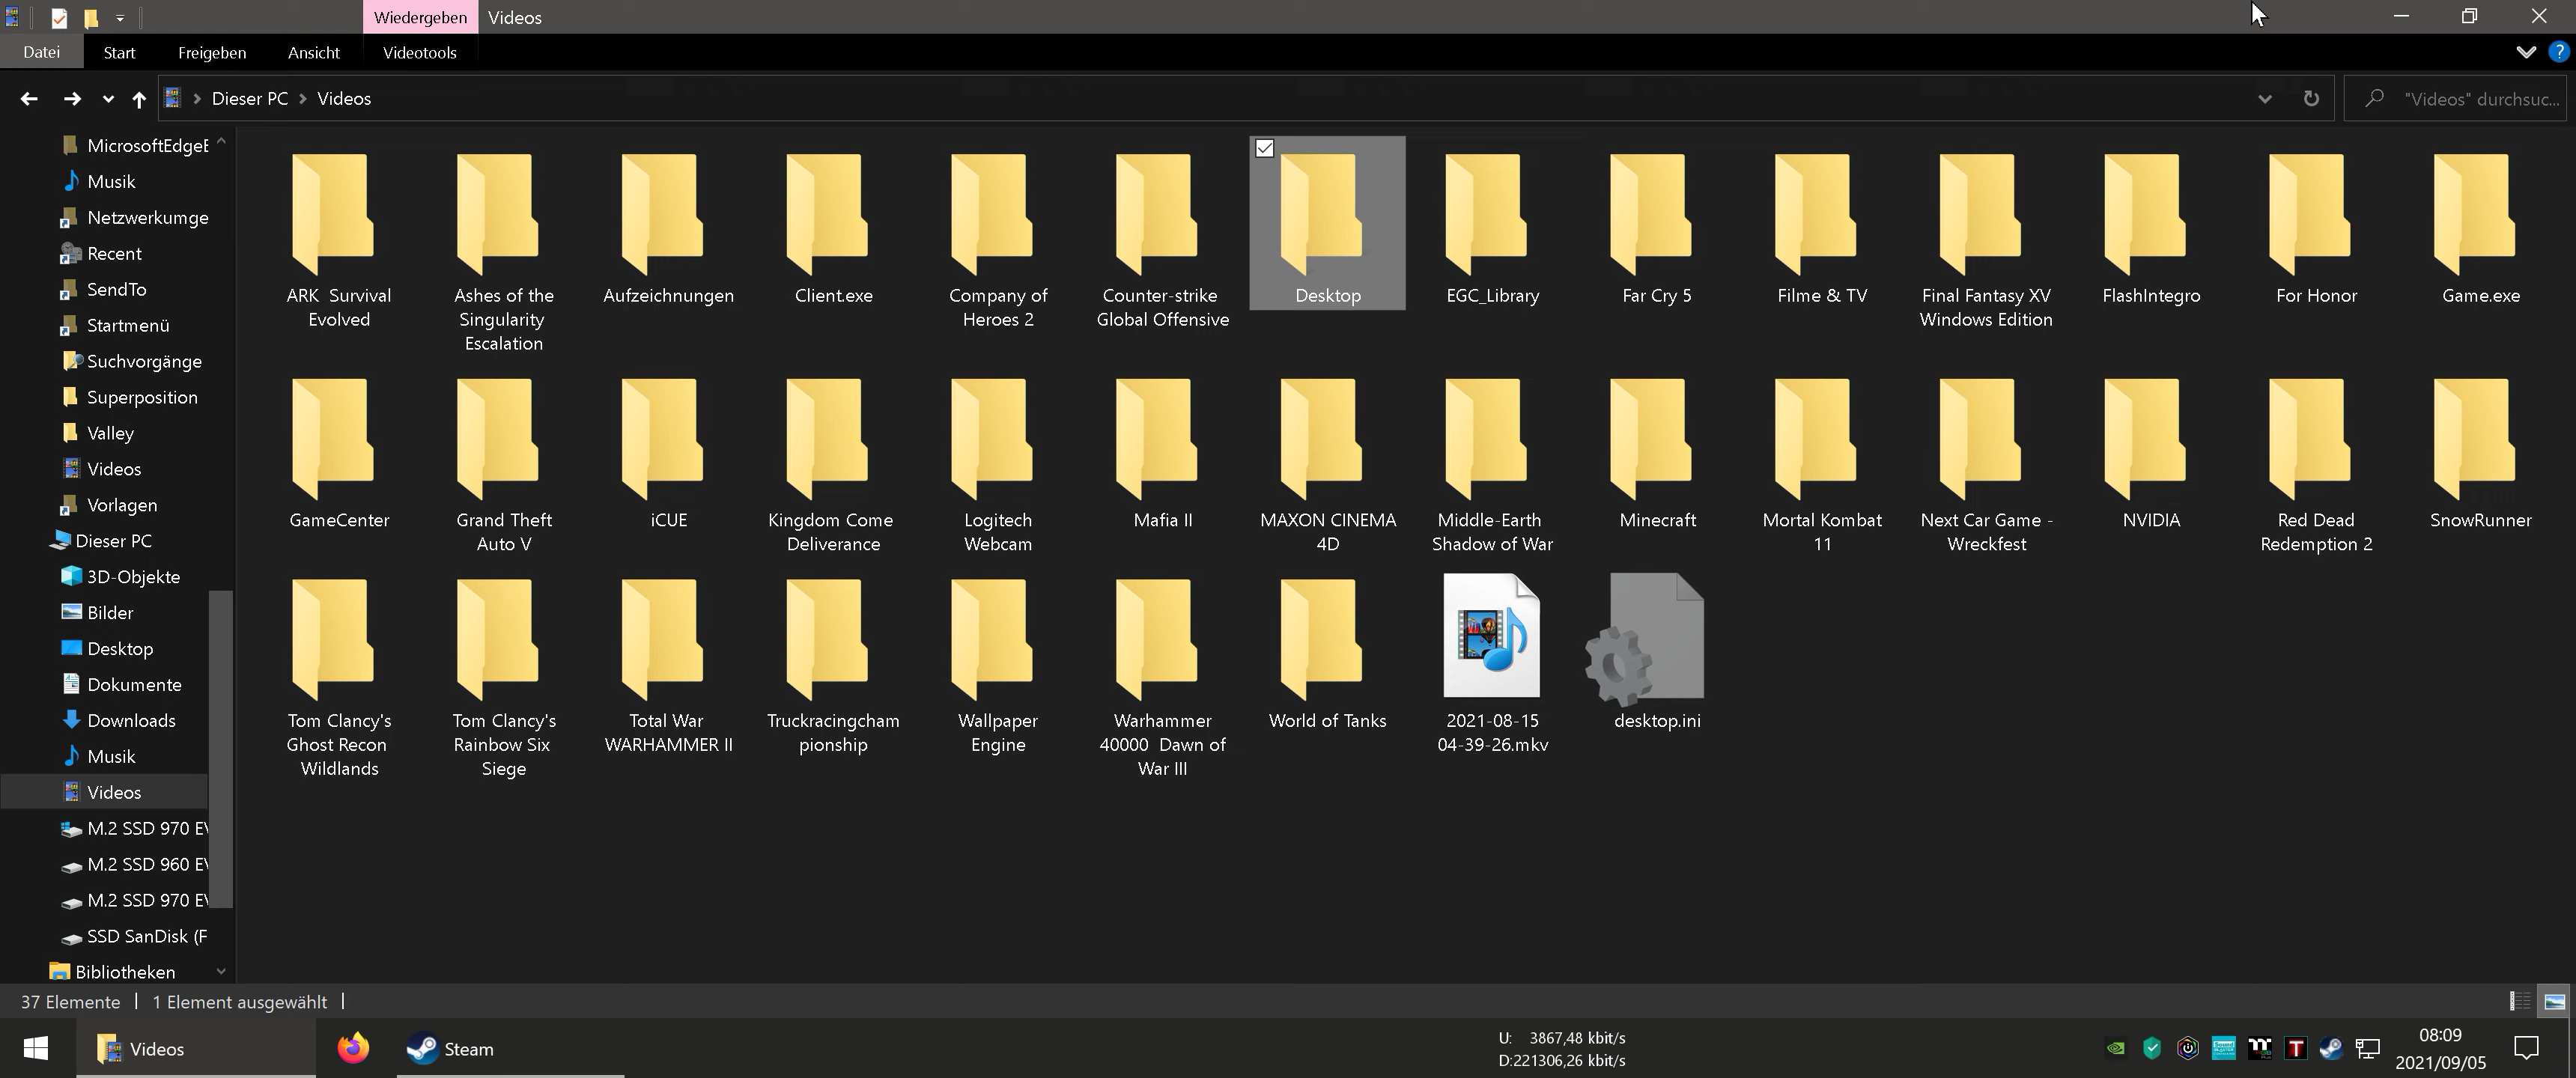 Wiedergeben Videos
Datei Start Freigeben Ansicht Videotools
Dieser PC Videos "Videos" durchsuc...
MicrosoftEdgeE
Musik
Netzwerkumge
Recent
SendTo
Startmenü
Suchvorgänge
Superposition
Valley
Videos
Vorlagen
Dieser PC
3D-Objekte
Bilder
Desktop
Dokumente
Downloads
Musik
Videos
M.2 SSD 970 EV
M.2 SSD 960 EV
M.2 SSD 970 EV
SSD SanDisk (F
Bibliotheken
ARK Survival
Evolved
Ashes of the
Singularity
Escalation
Aufzeichnungen
Client.exe
Company of
Heroes 2
Counter-strike
Global Offensive
Desktop
EGC_Library
Far Cry 5
Filme & TV
Final Fantasy XV
Windows Edition
FlashIntegro
For Honor
Game.exe
GameCenter
Grand Theft
Auto V
iCUE
Kingdom Come
Deliverance
Logitech
Webcam
Mafia II
MAXON CINEMA
4D
Middle-Earth
Shadow of War
Minecraft
Mortal Kombat
11
Next Car Game -
Wreckfest
NVIDIA
Red Dead
Redemption 2
SnowRunner
Tom Clancy's
Ghost Recon
Wildlands
Tom Clancy's
Rainbow Six
Siege
Total War
WARHAMMER II
Truckracingcham
pionship
Wallpaper
Engine
Warhammer
40000 Dawn of
War III
World of Tanks
2021-08-15
04-39-26.mkv
desktop.ini
37 Elemente 1 Element ausgewählt
Videos Steam
U: 3867,48 kbit/s
D:221306,26 kbit/s
08:09
2021/09/05